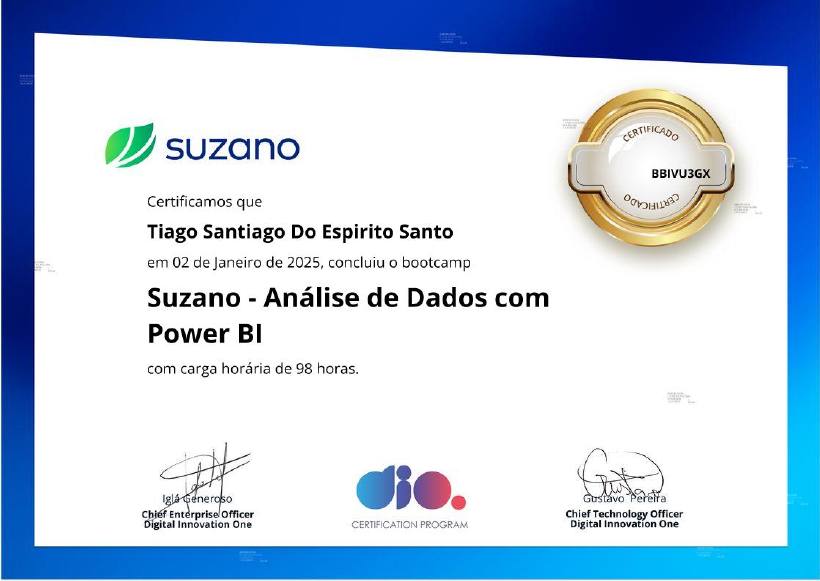 suzano
CERTIFICADO
BBIVU3GX
CERTIFICADO
Certificamos que
Tiago Santiago Do Espirito Santo
em 02 de Janeiro de 2025, concluiu o bootcamp
Suzano - Análise de Dados com
Power BI
com carga horária de 98 horas.
Iglá Generoso
Chief Enterprise Officer
Digital Innovation One
dio.
CERTIFICATION PROGRAM
Gustavo Pereira
Chief Technology Officer
Digital Innovation One